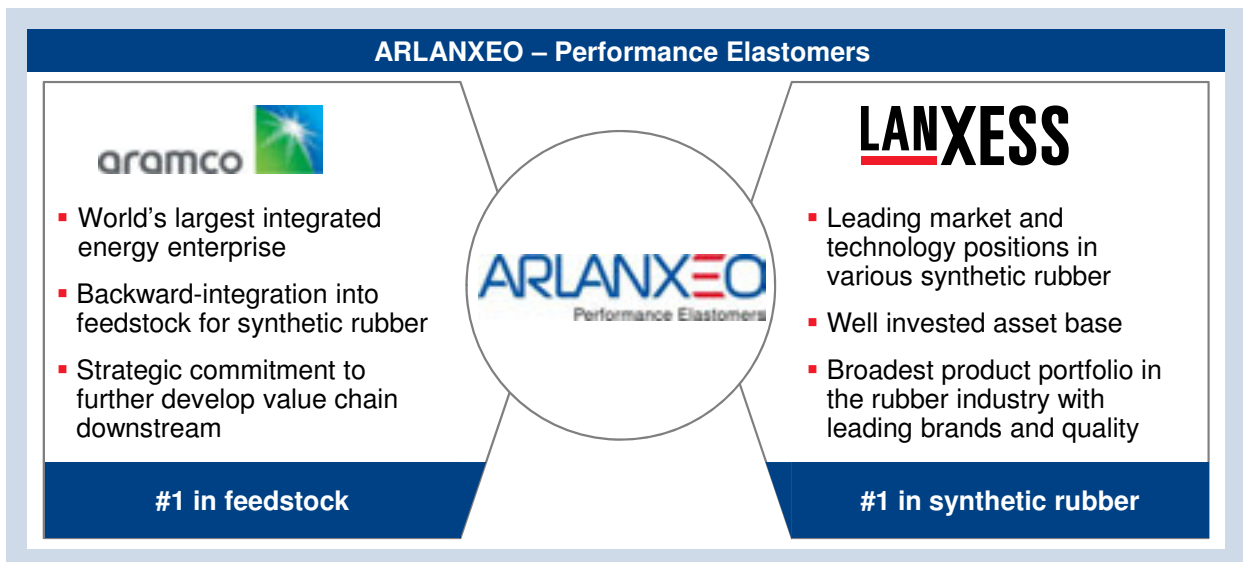 ARLANXEO – Performance Elastomers
aramco
▪ World's largest integrated
energy enterprise
▪ Backward-integration into
feedstock for synthetic rubber
▪ Strategic commitment to
further develop value chain
downstream
#1 in feedstock
ARLANXEO
Performance Elastomers
LANXESS
▪ Leading market and
technology positions in
various synthetic rubber
▪ Well invested asset base
▪ Broadest product portfolio in
the rubber industry with
leading brands and quality
#1 in synthetic rubber